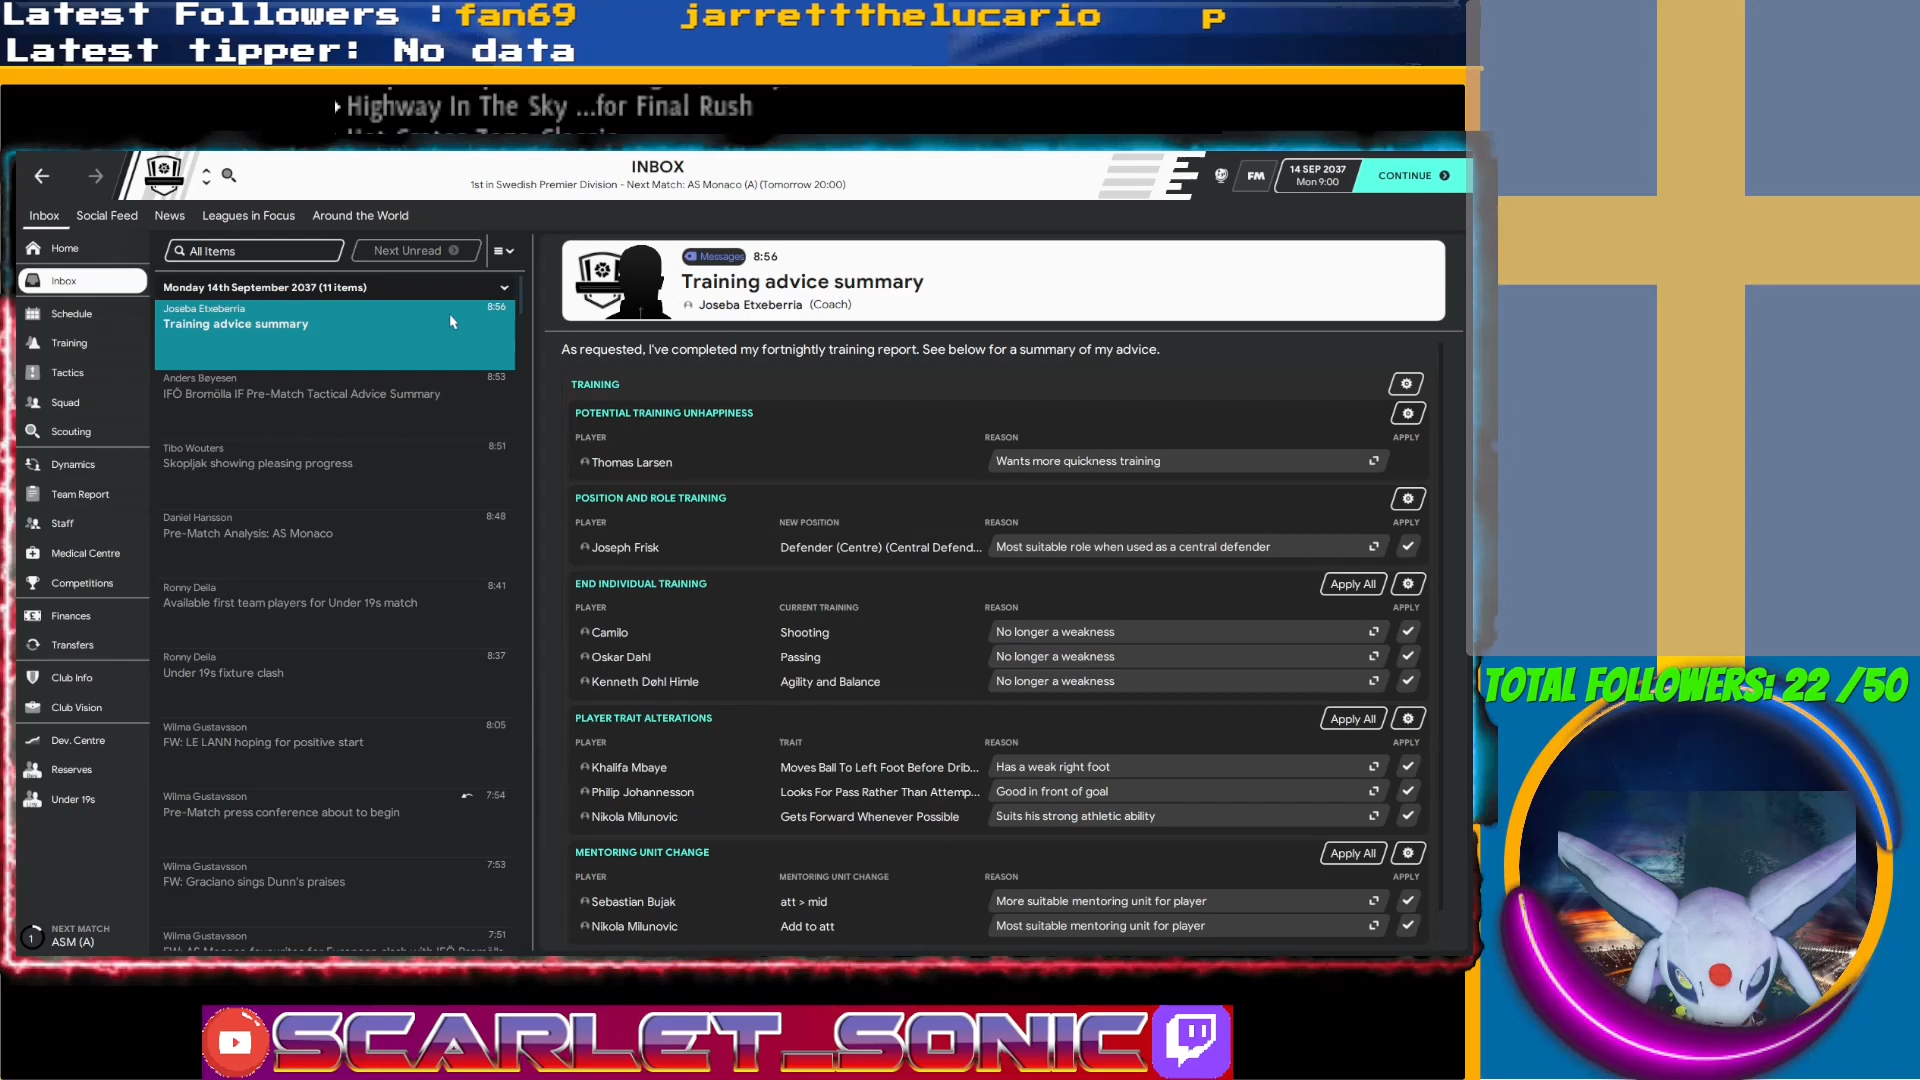 Latest Followers : fan69 jarrettthelucario p
Latest tipper: No data
Highway In The Sky ...for Final Rush
INBOX
1st in Swedish Premier Division - Next Match: AS Monaco (A) (Tomorrow 20:00)
FM
14 SEP 2037
Mon 9:00
CONTINUE
Inbox Social Feed News Leagues in Focus Around the World
Home
Inbox
Schedule
Training
Tactics
Squad
Scouting
Dynamics
Team Report
Staff
Medical Centre
Competitions
Finances
Transfers
Club Info
Club Vision
Dev. Centre
Reserves
Under 19s
1 NEXT MATCH
ASM (A)
All Items Next Unread
Monday 14th September 2037 (11 items)
Joseba Etxeberria 8:56
Training advice summary
Anders Bøyesen 8:53
IFÖ Bromölla IF Pre-Match Tactical Advice Summary
Tibo Wouters 8:51
Skopljak showing pleasing progress
Daniel Hansson 8:48
Pre-Match Analysis: AS Monaco
Ronny Deila 8:41
Available first team players for Under 19s match
Ronny Deila 8:37
Under 19s fixture clash
Wilma Gustavsson 8:05
FW: LE LANN hoping for positive start
Wilma Gustavsson 7:54
Pre-Match press conference about to begin
Wilma Gustavsson 7:53
FW: Graciano sings Dunn's praises
Wilma Gustavsson 7:51
Messages 8:56
Training advice summary
Joseba Etxeberria (Coach)
As requested, I've completed my fortnightly training report. See below for a summary of my advice.
TRAINING
POTENTIAL TRAINING UNHAPPINESS
PLAYER REASON APPLY
Thomas Larsen Wants more quickness training
POSITION AND ROLE TRAINING
PLAYER NEW POSITION REASON APPLY
Joseph Frisk Defender (Centre) (Central Defend... Most suitable role when used as a central defender
END INDIVIDUAL TRAINING Apply All
PLAYER CURRENT TRAINING REASON APPLY
Camilo Shooting No longer a weakness
Oskar Dahl Passing No longer a weakness
Kenneth Døhl Himle Agility and Balance No longer a weakness
PLAYER TRAIT ALTERATIONS Apply All
PLAYER TRAIT REASON APPLY
Khalifa Mbaye Moves Ball To Left Foot Before Drib... Has a weak right foot
Philip Johannesson Looks For Pass Rather Than Attemp... Good in front of goal
Nikola Milunovic Gets Forward Whenever Possible Suits his strong athletic ability
MENTORING UNIT CHANGE Apply All
PLAYER MENTORING UNIT CHANGE REASON APPLY
Sebastian Bujak att > mid More suitable mentoring unit for player
Nikola Milunovic Add to att Most suitable mentoring unit for player
TOTAL FOLLOWERS: 22 /50
SCARLET_SONIC